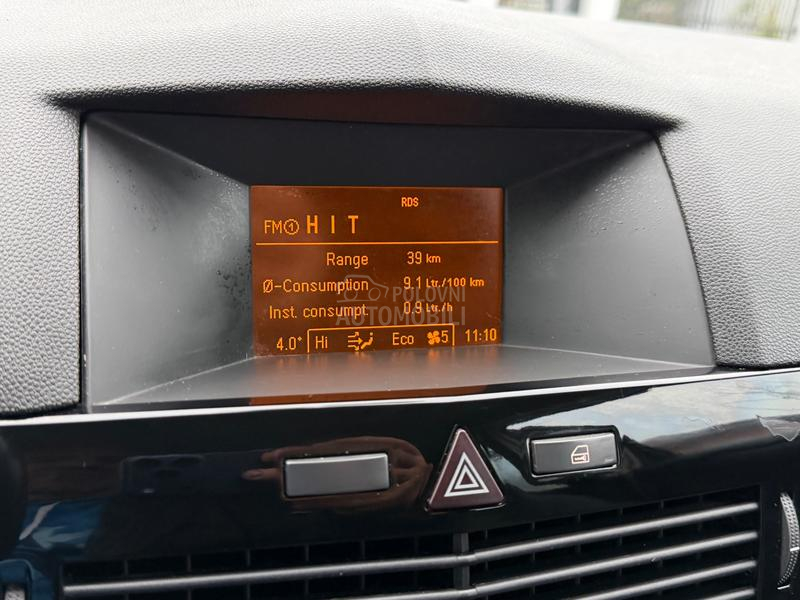 RDS
FM① HIT
Range 39 km
Ø-Consumption 9.1 Ltr./100 km
Inst. consumpt. 0.9 Ltr./h
4.0° Hi Eco 5 11:10
POLOVNI
AUTOMOBILI